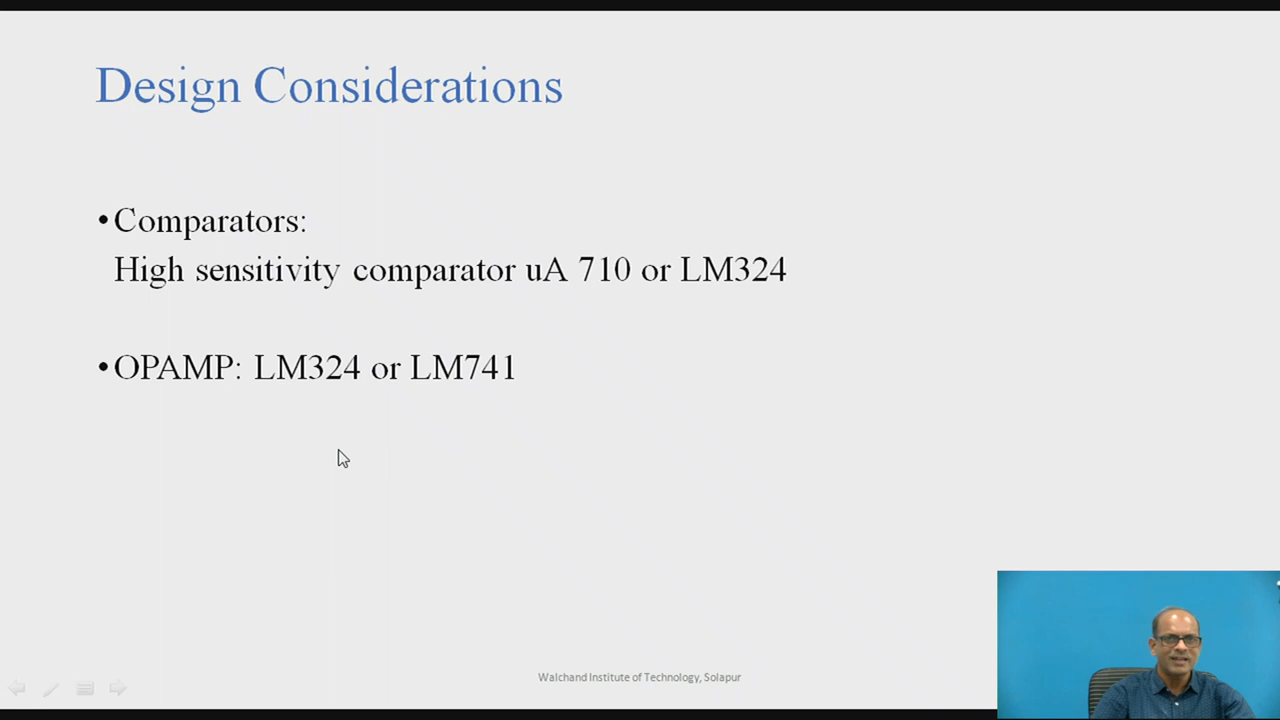 Design Considerations
•Comparators:
High sensitivity comparator uA 710 or LM324
•OPAMP: LM324 or LM741
Walchand Institute of Technology, Solapur